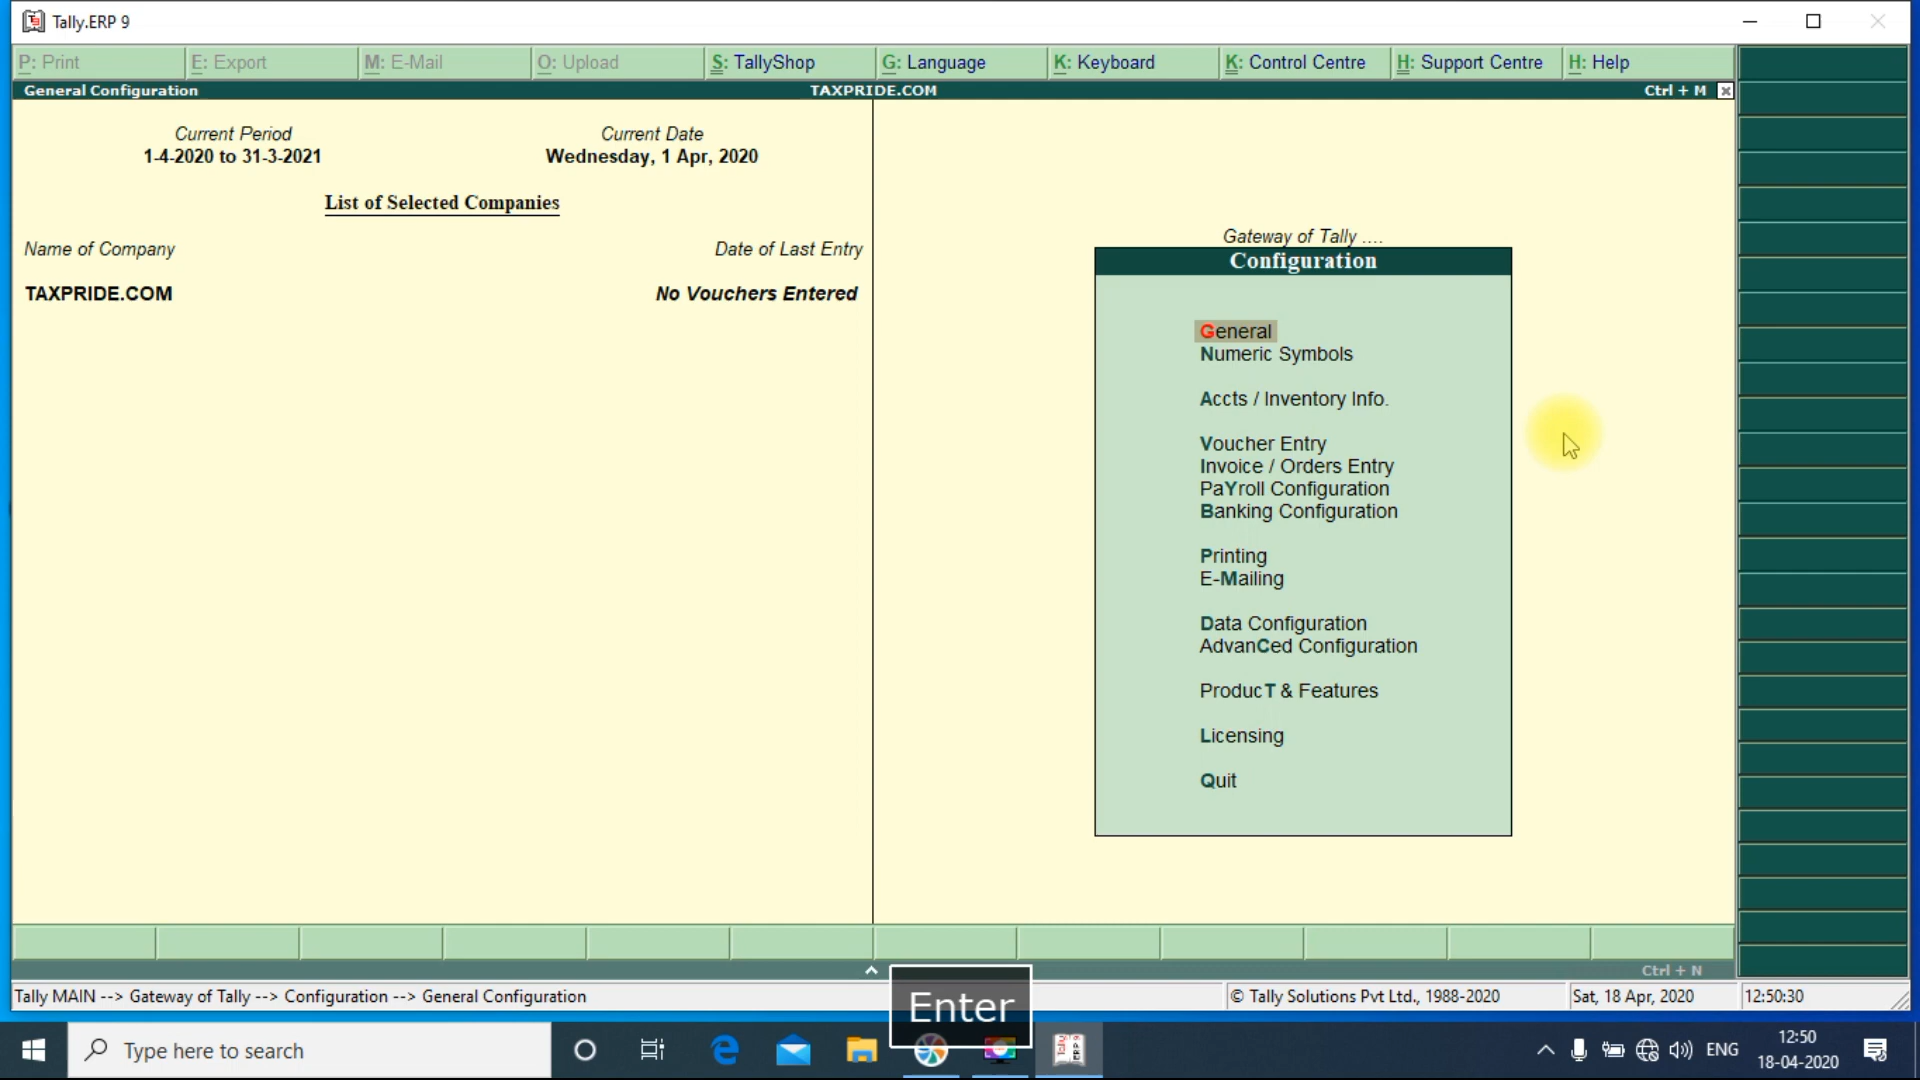 Tally.ERP 9
P: Print
E: Export
M: E-Mail
O: Upload
S: TallyShop
G: Language
K: Keyboard
K: Control Centre
H: Support Centre
H: Help
General Configuration
TAXPRIDE.COM
Ctrl + M
Current Period
Current Date
1-4-2020 to 31-3-2021
Wednesday, 1 Apr, 2020
List of Selected Companies
Name of Company
Date of Last Entry
TAXPRIDE.COM
No Vouchers Entered
Gateway of Tally ....
Configuration
General
Numeric Symbols
Accts / Inventory Info.
Voucher Entry
Invoice / Orders Entry
PaYroll Configuration
Banking Configuration
Printing
E-Mailing
Data Configuration
AdvanCed Configuration
ProducT & Features
Licensing
Quit
Ctrl + N
Tally MAIN --> Gateway of Tally --> Configuration --> General Configuration
© Tally Solutions Pvt Ltd., 1988-2020
Sat, 18 Apr, 2020
12:50:30
Enter
Type here to search
Tally
ERP 9
ENG
12:50
18-04-2020